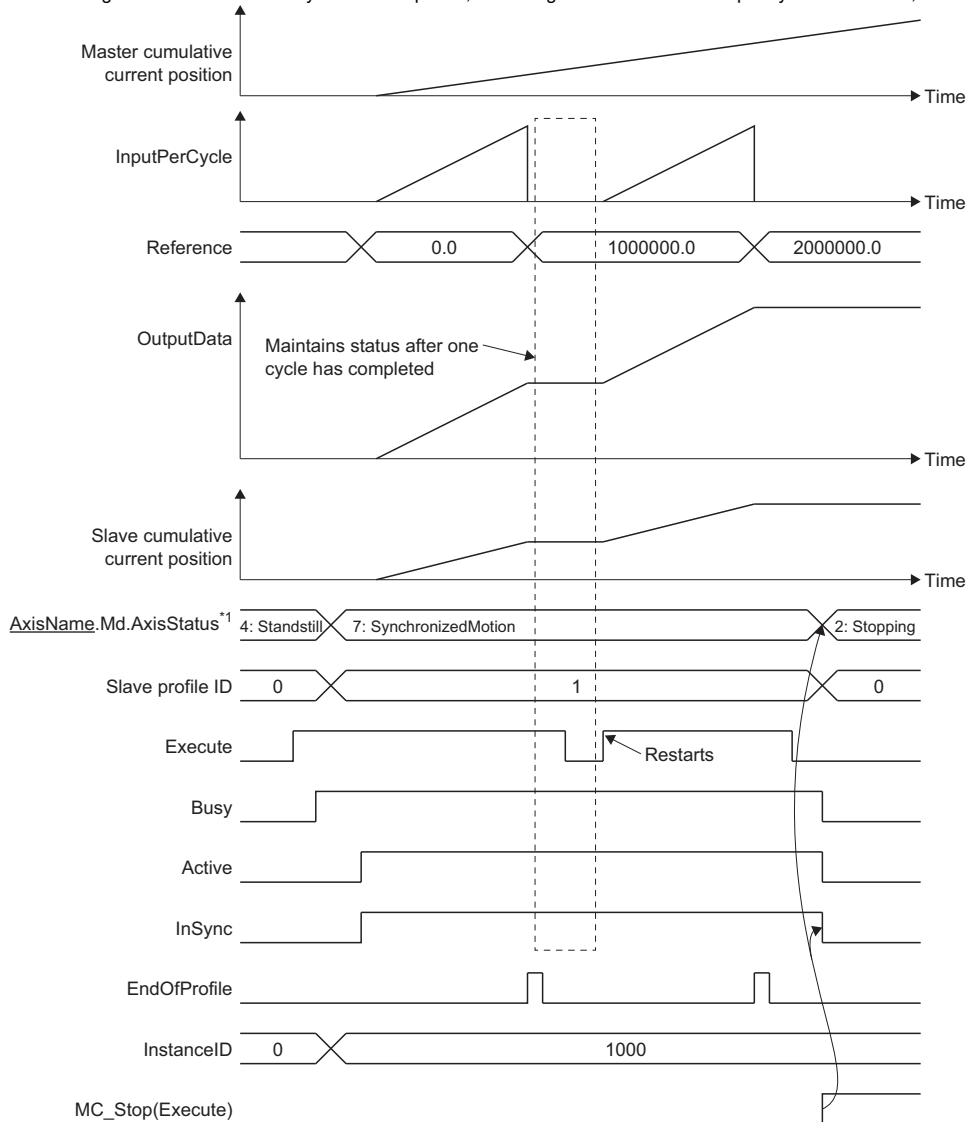 Master cumulative
current position
Time
InputPerCycle
Time
Reference
0.0
1000000.0
2000000.0
OutputData
Maintains status after one
cycle has completed
Time
Slave cumulative
current position
Time
AxisName.Md.AxisStatus*1
4: Standstill
7: SynchronizedMotion
2: Stopping
Slave profile ID
0
1
0
Execute
Restarts
Busy
Active
InSync
EndOfProfile
InstanceID
0
1000
MC_Stop(Execute)